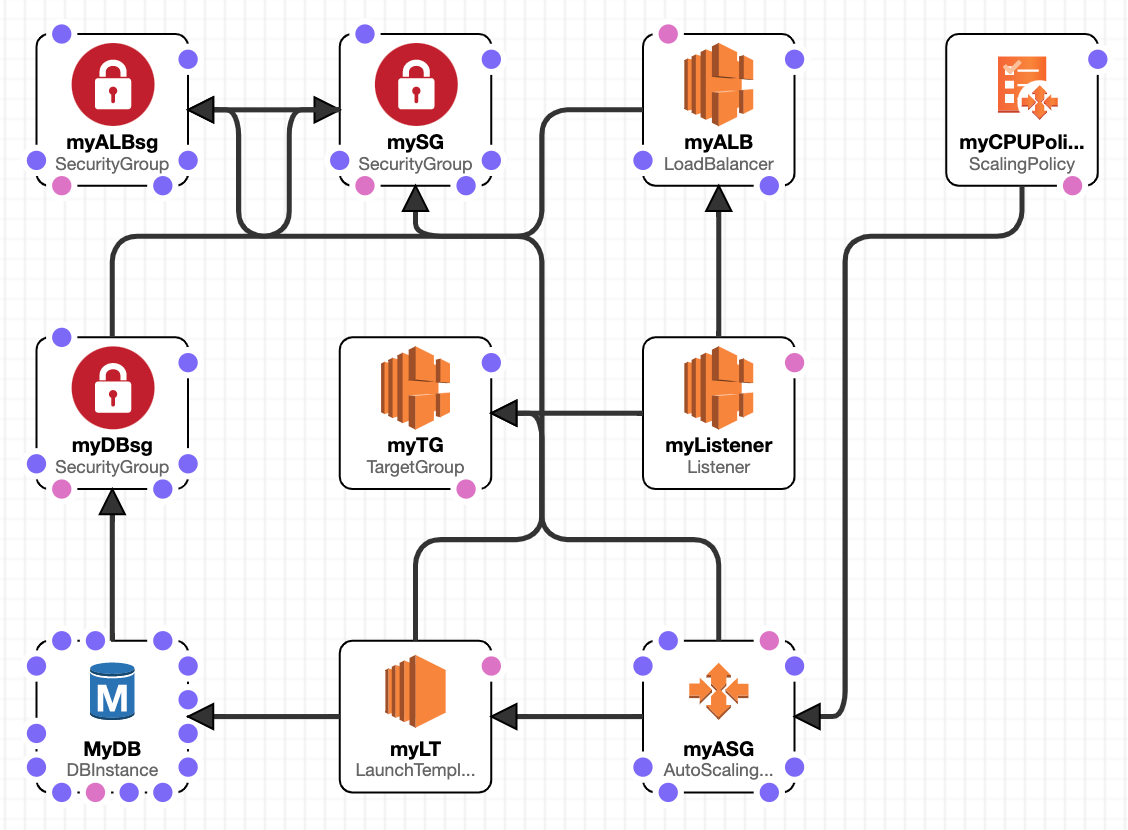 myALBsg
SecurityGroup
mySG
SecurityGroup
myALB
LoadBalancer
myCPUPoli...
ScalingPolicy
myDBsg
SecurityGroup
myTG
TargetGroup
myListener
Listener
M
MyDB
DBInstance
myLT
LaunchTempl...
myASG
AutoScaling...